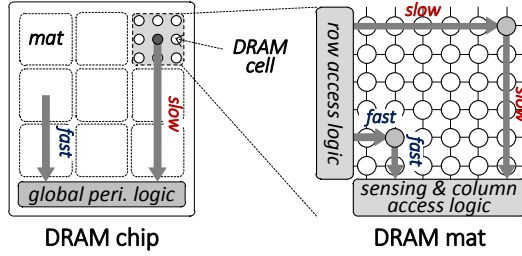 mat
DRAM
cell
slow
fast
global peri. logic
DRAM chip
slow
row access logic
slow
fast
fast
sensing & column
access logic
DRAM mat